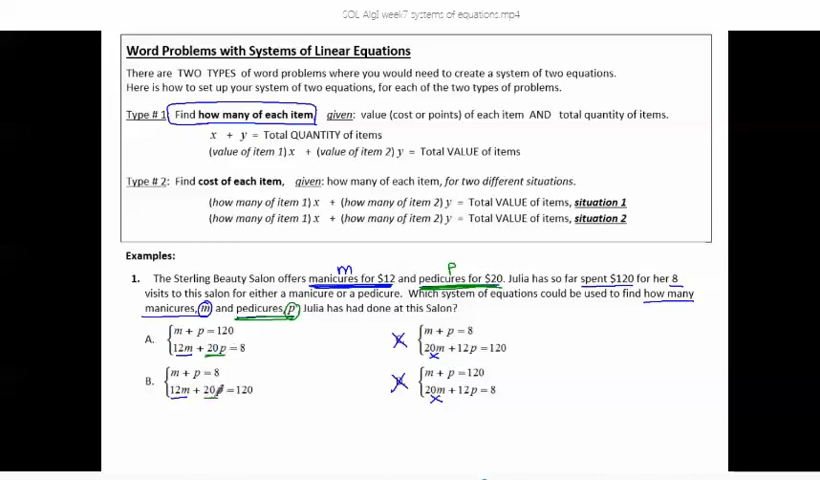 SOL AlgI week7 systems of equations.mp4
Word Problems with Systems of Linear Equations
There are TWO TYPES of word problems where you would need to create a system of two equations.
Here is how to set up your system of two equations, for each of the two types of problems.
Type # 1: Find how many of each item, given: value (cost or points) of each item AND total quantity of items.
x + y = Total QUANTITY of items
(value of item 1) x + (value of item 2) y = Total VALUE of items
Type # 2: Find cost of each item, given: how many of each item, for two different situations.
(how many of item 1) x + (how many of item 2) y = Total VALUE of items, situation 1
(how many of item 1) x + (how many of item 2) y = Total VALUE of items, situation 2
Examples:
m p
1. The Sterling Beauty Salon offers manicures for $12 and pedicures for $20. Julia has so far spent $120 for her 8
visits to this salon for either a manicure or a pedicure. Which system of equations could be used to find how many
manicures, m and pedicures, p Julia has had done at this Salon?
A. m + p = 120
12m + 20p = 8
m + p = 8
20m + 12p = 120
B. m + p = 8
12m + 20p = 120
m + p = 120
20m + 12p = 8